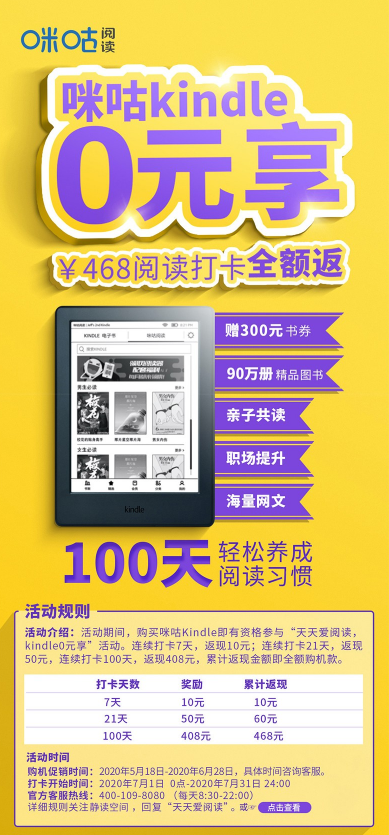 咪咕阅读
咪咕kindle
0元享
¥468阅读打卡全额返
KINDLE 电子书 咪咕阅读
男生必读
女生必读
kindle
赠300元 书券
90万册 精品图书
亲子共读
职场提升
海量网文
100天 轻松养成
阅读习惯
活动规则
活动介绍：活动期间，购买咪咕Kindle即有资格参与“天天爱阅读，
kindle0元享”活动。连续打卡7天，返现10元；连续打卡21天，返现
50元，连续打卡100天，返现408元，累计返现金额即全额购机款。
打卡天数 奖励 累计返现
7天 10元 10元
21天 50元 60元
100天 408元 468元
活动时间
购机促销时间：2020年5月18日-2020年6月28日，具体时间咨询客服。
打卡开始时间：2020年7月1日 0点-2020年7月31日 24:00
官方客服热线：400-109-8080 （每天8:30-22:00）
详细规则关注静读空间 ，回复“天天爱阅读”。或 点击查看